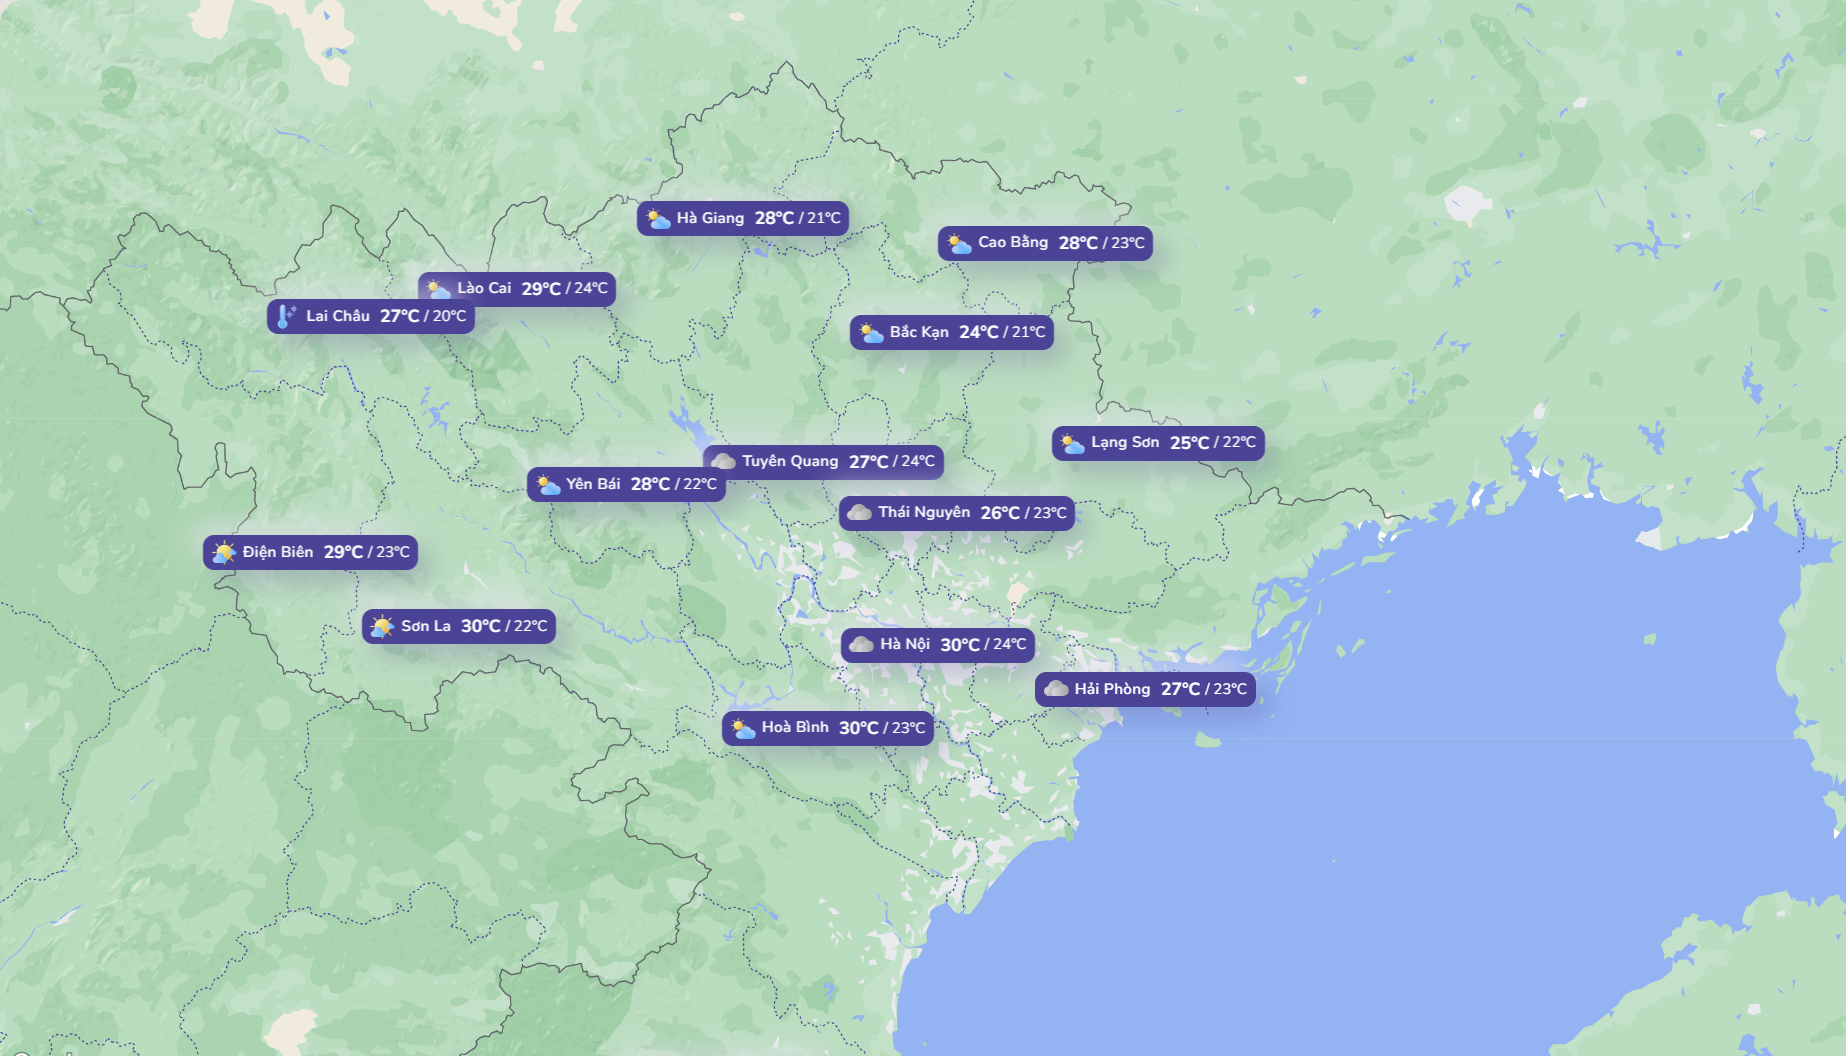 Hà Giang 28°C / 21°C
Cao Bằng 28°C / 23°C
Lào Cai 29°C / 24°C
Lai Châu 27°C / 20°C
Bắc Kạn 24°C / 21°C
Lạng Sơn 25°C / 22°C
Tuyên Quang 27°C / 24°C
Yên Bái 28°C / 22°C
Thái Nguyên 26°C / 23°C
Điện Biên 29°C / 23°C
Sơn La 30°C / 22°C
Hà Nội 30°C / 24°C
Hải Phòng 27°C / 23°C
Hoà Bình 30°C / 23°C